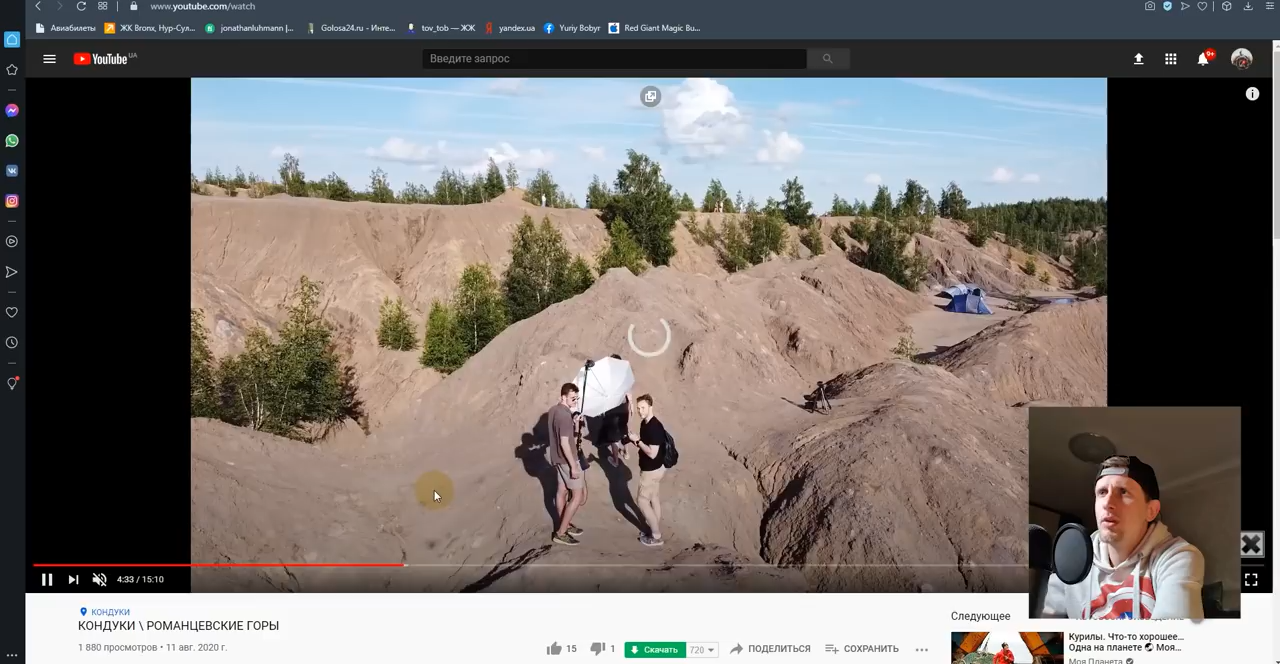 www.youtube.com/watch
Авиабилеты
ЖК Bronx, Нур-Сул...
jonathanluhmann |...
Golosa24.ru - Инте...
tov_tob — ЖЖ
yandex.ua
Yuriy Bobyr
Red Giant Magic Bu...
YouTube UA
Введите запрос
9+
4:33 / 15:10
КОНДУКИ
КОНДУКИ \ РОМАНЦЕВСКИЕ ГОРЫ
1 880 просмотров • 11 авг. 2020 г.
15
1
Скачать
720
ПОДЕЛИТЬСЯ
СОХРАНИТЬ
Следующее
Курилы. Что-то хорошее...
Одна на планете
Моя...
Моя Планета